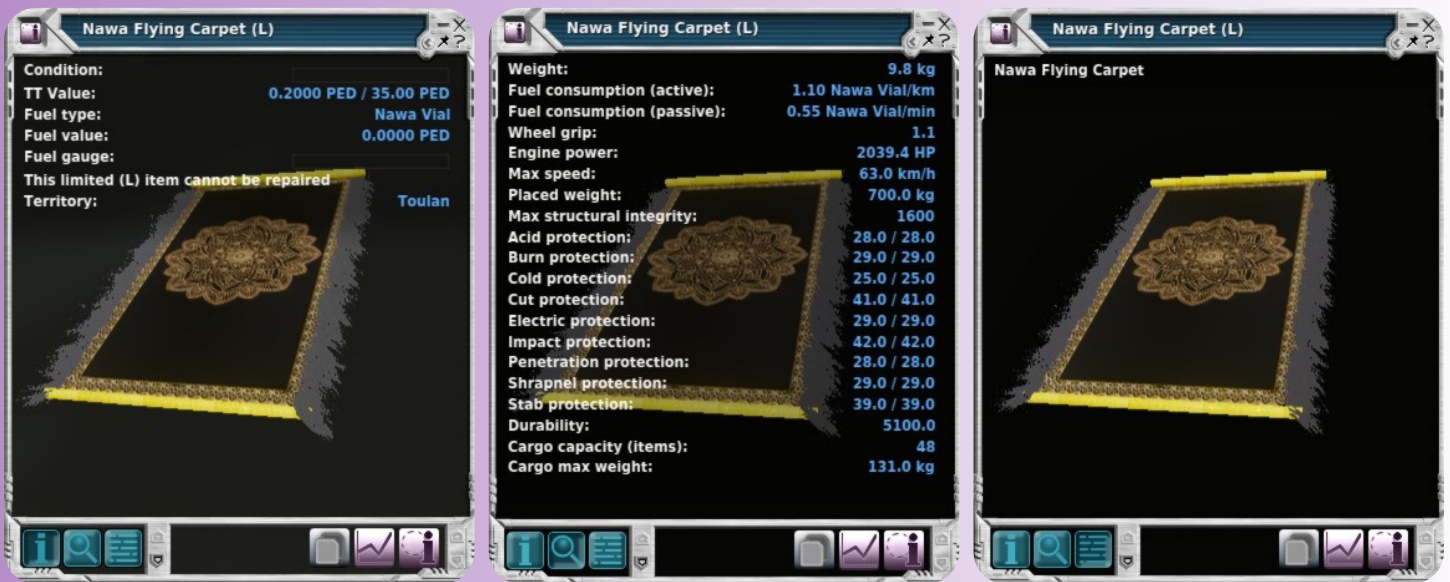 Nawa Flying Carpet (L)
Condition:
TT Value: 0.2000 PED / 35.00 PED
Fuel type: Nawa Vial
Fuel value: 0.0000 PED
Fuel gauge:
This limited (L) item cannot be repaired
Territory: Toulan
Nawa Flying Carpet (L)
Weight: 9.8 kg
Fuel consumption (active): 1.10 Nawa Vial/km
Fuel consumption (passive): 0.55 Nawa Vial/min
Wheel grip: 1.1
Engine power: 2039.4 HP
Max speed: 63.0 km/h
Placed weight: 700.0 kg
Max structural integrity: 1600
Acid protection: 28.0 / 28.0
Burn protection: 29.0 / 29.0
Cold protection: 25.0 / 25.0
Cut protection: 41.0 / 41.0
Electric protection: 29.0 / 29.0
Impact protection: 42.0 / 42.0
Penetration protection: 28.0 / 28.0
Shrapnel protection: 29.0 / 29.0
Stab protection: 39.0 / 39.0
Durability: 5100.0
Cargo capacity (items): 48
Cargo max weight: 131.0 kg
Nawa Flying Carpet (L)
Nawa Flying Carpet